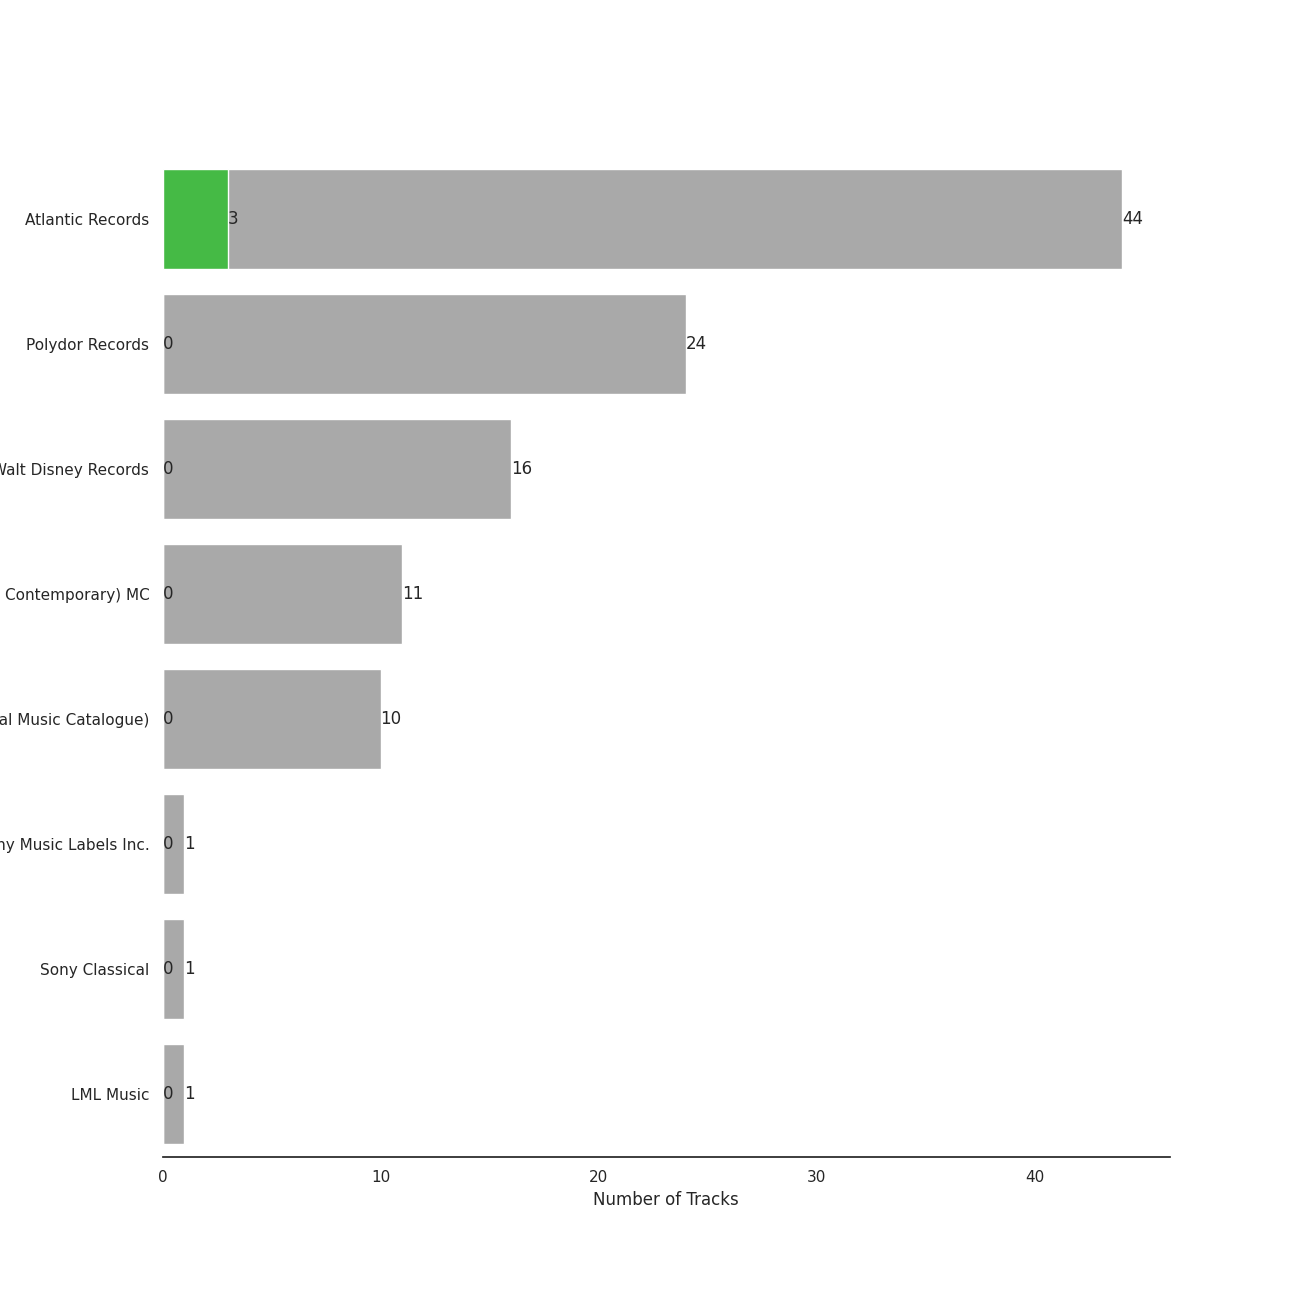 Atlantic Records 3 44
Polydor Records 0 24
Walt Disney Records 0 16
Contemporary) MC 0 11
Music Catalogue) 0 10
Music Labels Inc. 0 1
Sony Classical 0 1
LML Music 0 1
0 10 20 30 40
Number of Tracks